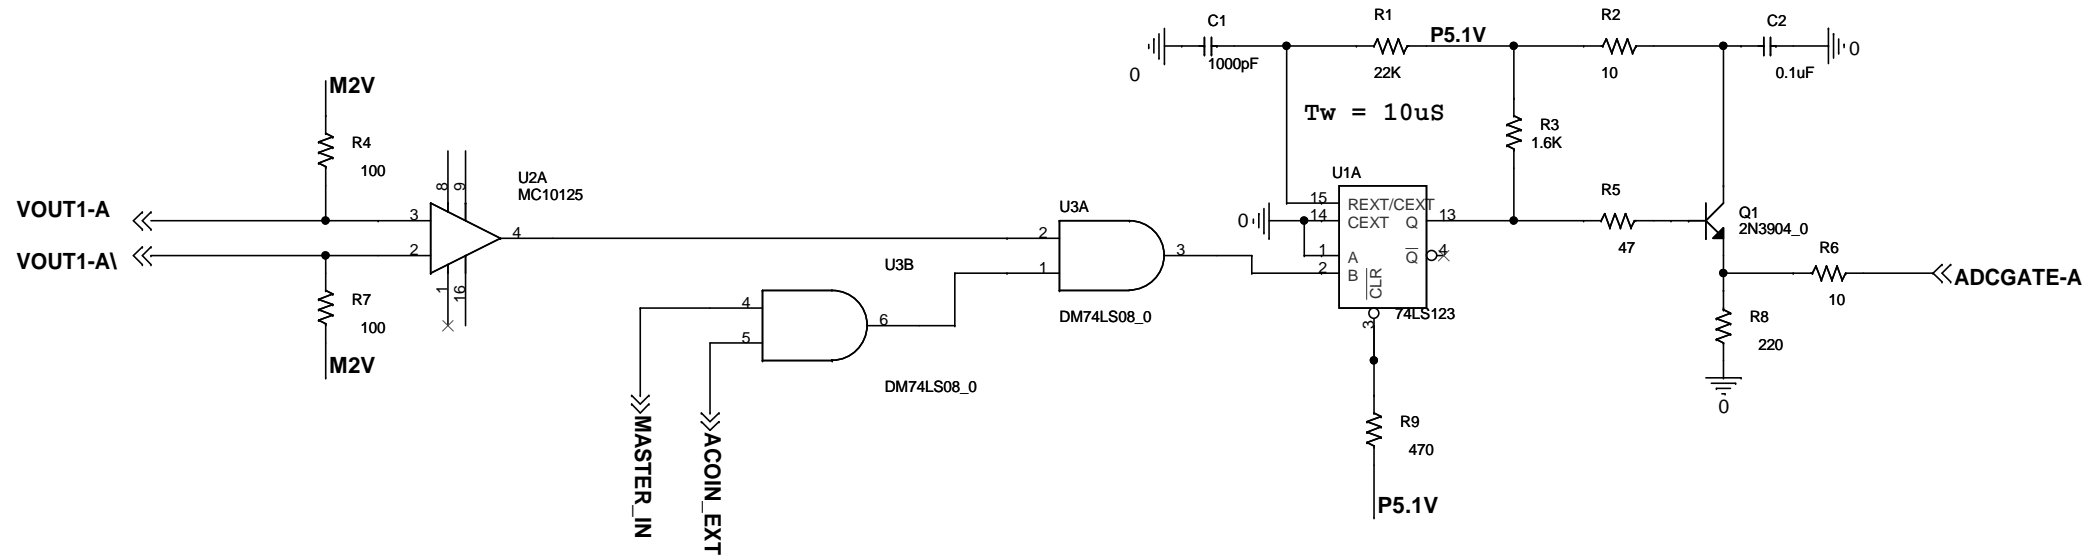 C1
1000pF
0
R1
22K
P5.1V
R2
10
C2
0.1uF
0
Tw = 10uS
R3
1.6K
M2V
R4
100
VOUT1-A
VOUT1-A\
R7
100
M2V
8
9
3
2
4
1
16
U2A
MC10125
U3A
2
1
3
DM74LS08_0
U3B
4
5
6
DM74LS08_0
MASTER_IN
ACOIN_EXT
U1A
0
15
14
1
2
REXT/CEXT
CEXT
A
B
CLR
Q
Q
13
4
3
74LS123
R5
47
Q1
2N3904_0
R6
10
ADCGATE-A
R8
220
0
R9
470
P5.1V